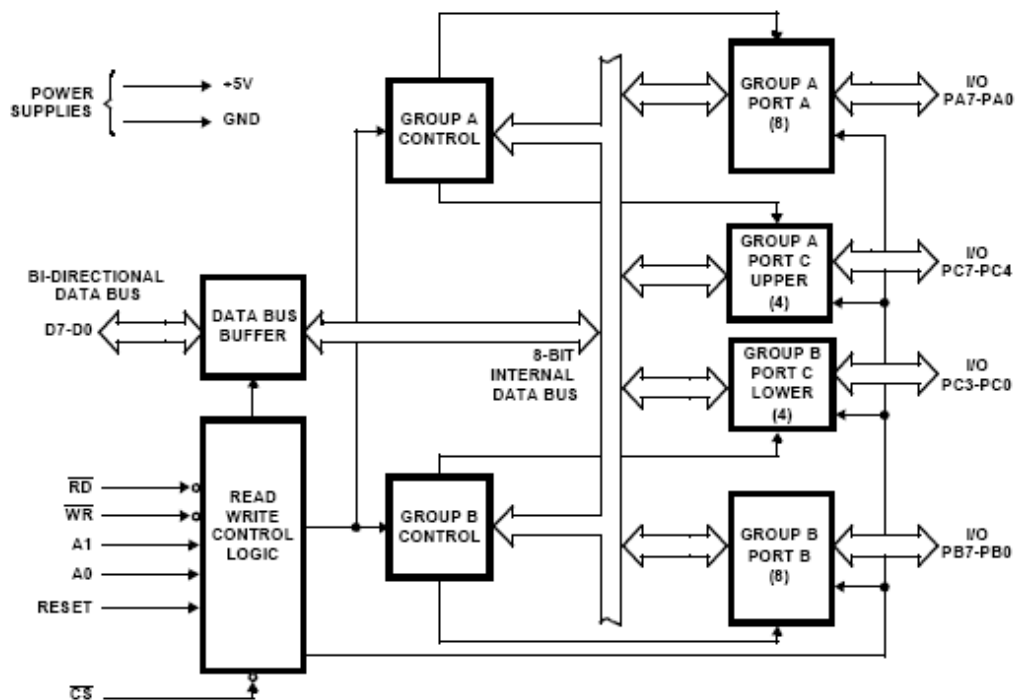 POWER
SUPPLIES
+5V
GND
GROUP A
CONTROL
GROUP A
PORT A
(8)
I/O
PA7-PA0
GROUP A
PORT C
UPPER
(4)
I/O
PC7-PC4
BI-DIRECTIONAL
DATA BUS
D7-D0
DATA BUS
BUFFER
8-BIT
INTERNAL
DATA BUS
GROUP B
PORT C
LOWER
(4)
I/O
PC3-PC0
RD
WR
A1
A0
RESET
CS
READ
WRITE
CONTROL
LOGIC
GROUP B
CONTROL
GROUP B
PORT B
(8)
I/O
PB7-PB0